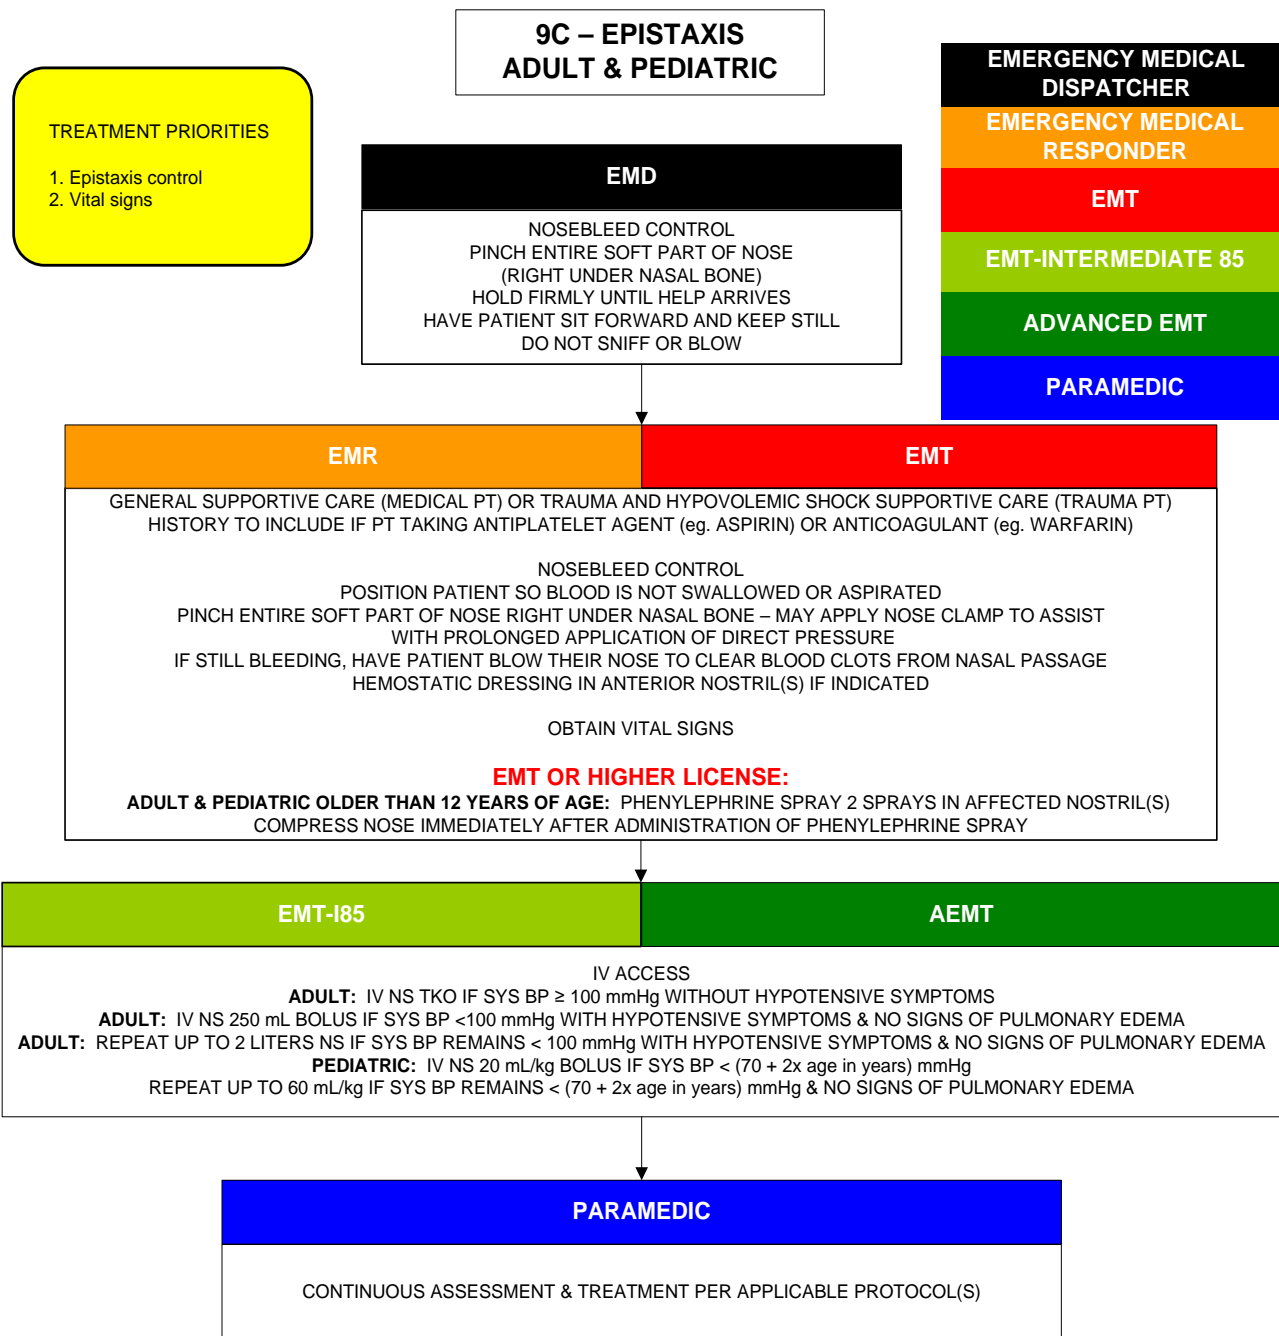 9C – EPISTAXIS
ADULT & PEDIATRIC
TREATMENT PRIORITIES
1. Epistaxis control
2. Vital signs
EMERGENCY MEDICAL
DISPATCHER
EMERGENCY MEDICAL
RESPONDER
EMT
EMT-INTERMEDIATE 85
ADVANCED EMT
PARAMEDIC
EMD
NOSEBLEED CONTROL
PINCH ENTIRE SOFT PART OF NOSE
(RIGHT UNDER NASAL BONE)
HOLD FIRMLY UNTIL HELP ARRIVES
HAVE PATIENT SIT FORWARD AND KEEP STILL
DO NOT SNIFF OR BLOW
EMR
EMT
GENERAL SUPPORTIVE CARE (MEDICAL PT) OR TRAUMA AND HYPOVOLEMIC SHOCK SUPPORTIVE CARE (TRAUMA PT)
HISTORY TO INCLUDE IF PT TAKING ANTIPLATELET AGENT (eg. ASPIRIN) OR ANTICOAGULANT (eg. WARFARIN)
NOSEBLEED CONTROL
POSITION PATIENT SO BLOOD IS NOT SWALLOWED OR ASPIRATED
PINCH ENTIRE SOFT PART OF NOSE RIGHT UNDER NASAL BONE – MAY APPLY NOSE CLAMP TO ASSIST
WITH PROLONGED APPLICATION OF DIRECT PRESSURE
IF STILL BLEEDING, HAVE PATIENT BLOW THEIR NOSE TO CLEAR BLOOD CLOTS FROM NASAL PASSAGE
HEMOSTATIC DRESSING IN ANTERIOR NOSTRIL(S) IF INDICATED
OBTAIN VITAL SIGNS
EMT OR HIGHER LICENSE:
ADULT & PEDIATRIC OLDER THAN 12 YEARS OF AGE: PHENYLEPHRINE SPRAY 2 SPRAYS IN AFFECTED NOSTRIL(S)
COMPRESS NOSE IMMEDIATELY AFTER ADMINISTRATION OF PHENYLEPHRINE SPRAY
EMT-I85
AEMT
IV ACCESS
ADULT: IV NS TKO IF SYS BP ≥ 100 mmHg WITHOUT HYPOTENSIVE SYMPTOMS
ADULT: IV NS 250 mL BOLUS IF SYS BP <100 mmHg WITH HYPOTENSIVE SYMPTOMS & NO SIGNS OF PULMONARY EDEMA
ADULT: REPEAT UP TO 2 LITERS NS IF SYS BP REMAINS < 100 mmHg WITH HYPOTENSIVE SYMPTOMS & NO SIGNS OF PULMONARY EDEMA
PEDIATRIC: IV NS 20 mL/kg BOLUS IF SYS BP < (70 + 2x age in years) mmHg
REPEAT UP TO 60 mL/kg IF SYS BP REMAINS < (70 + 2x age in years) mmHg & NO SIGNS OF PULMONARY EDEMA
PARAMEDIC
CONTINUOUS ASSESSMENT & TREATMENT PER APPLICABLE PROTOCOL(S)